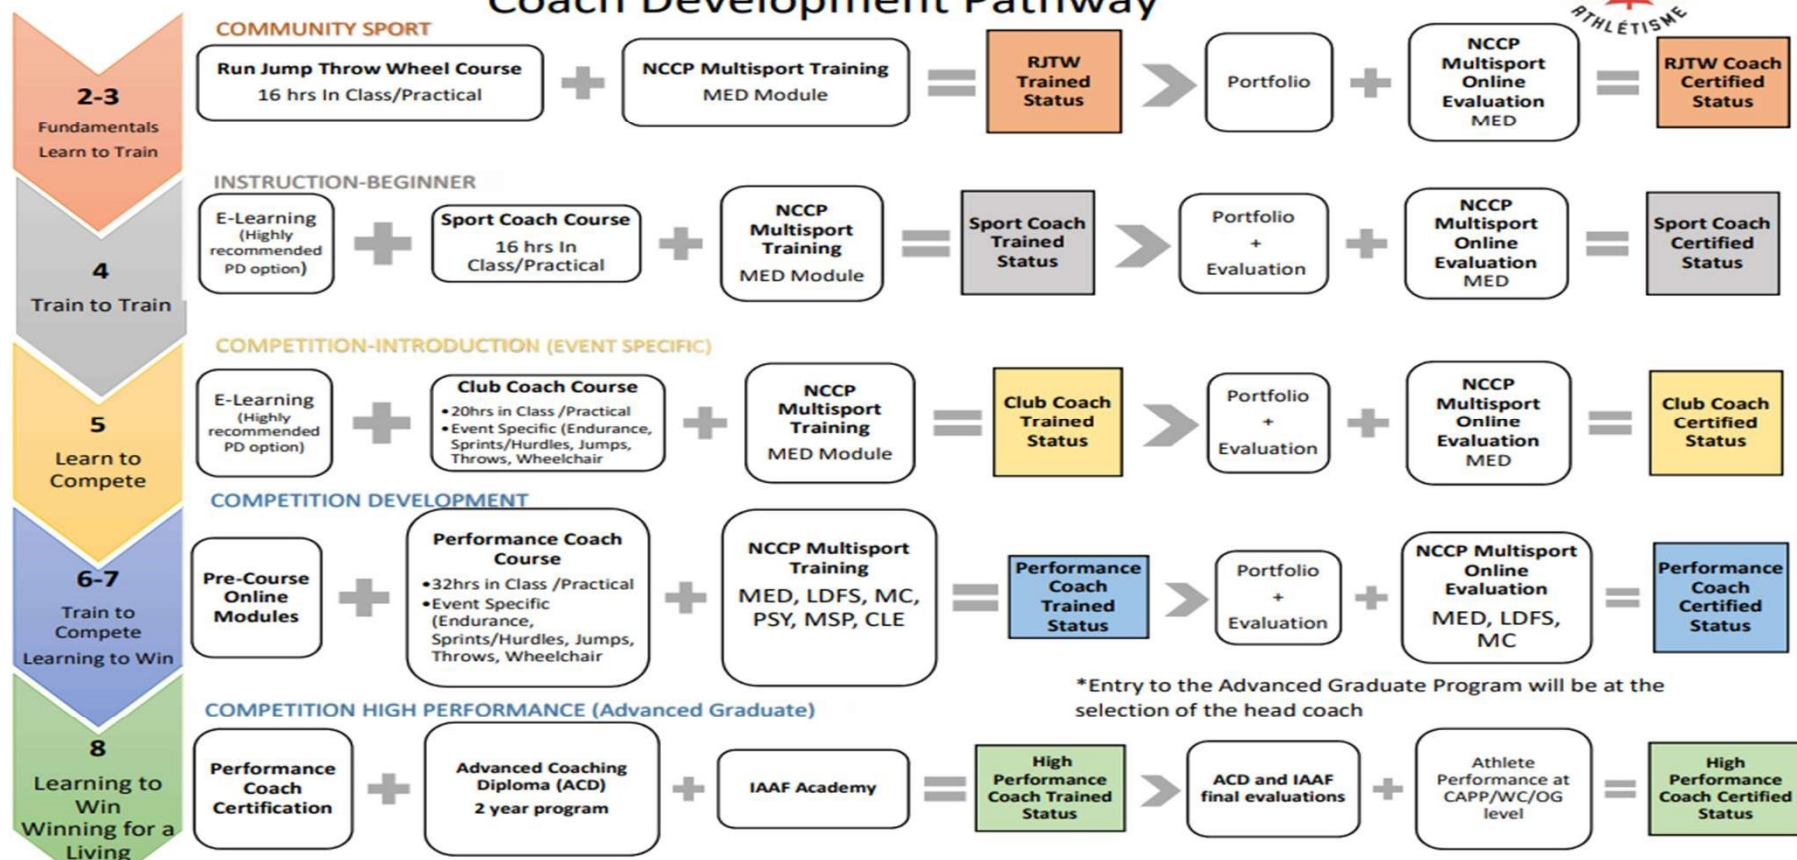 Coach Development Pathway
ATHLÉTISME
2-3
Fundamentals
Learn to Train
COMMUNITY SPORT
Run Jump Throw Wheel Course
16 hrs In Class/Practical
NCCP Multisport Training
MED Module
RJTW
Trained
Status
Portfolio
NCCP
Multisport
Online
Evaluation
MED
RJTW Coach
Certified
Status
4
Train to Train
INSTRUCTION-BEGINNER
E-Learning
(Highly
recommended
PD option)
Sport Coach Course
16 hrs In
Class/Practical
NCCP
Multisport
Training
MED Module
Sport Coach
Trained
Status
Portfolio
+
Evaluation
NCCP
Multisport
Online
Evaluation
MED
Sport Coach
Certified
Status
5
Learn to
Compete
COMPETITION-INTRODUCTION (EVENT SPECIFIC)
E-Learning
(Highly
recommended
PD option)
Club Coach Course
•20hrs in Class /Practical
•Event Specific (Endurance,
Sprints/Hurdles, Jumps,
Throws, Wheelchair
NCCP
Multisport
Training
MED Module
Club Coach
Trained
Status
Portfolio
+
Evaluation
NCCP
Multisport
Online
Evaluation
MED
Club Coach
Certified
Status
6-7
Train to
Compete
Learning to Win
COMPETITION DEVELOPMENT
Pre-Course
Online
Modules
Performance Coach
Course
•32hrs in Class /Practical
•Event Specific
(Endurance,
Sprints/Hurdles, Jumps,
Throws, Wheelchair
NCCP Multisport
Training
MED, LDFS, MC,
PSY, MSP, CLE
Performance
Coach
Trained
Status
Portfolio
+
Evaluation
NCCP Multisport
Online
Evaluation
MED, LDFS,
MC
Performance
Coach
Certified
Status
*Entry to the Advanced Graduate Program will be at the
selection of the head coach
8
Learning to
Win
Winning for a
Living
COMPETITION HIGH PERFORMANCE (Advanced Graduate)
Performance
Coach
Certification
Advanced Coaching
Diploma (ACD)
2 year program
IAAF Academy
High
Performance
Coach Trained
Status
ACD and IAAF
final evaluations
Athlete
Performance at
CAPP/WC/OG
level
High
Performance
Coach Certified
Status